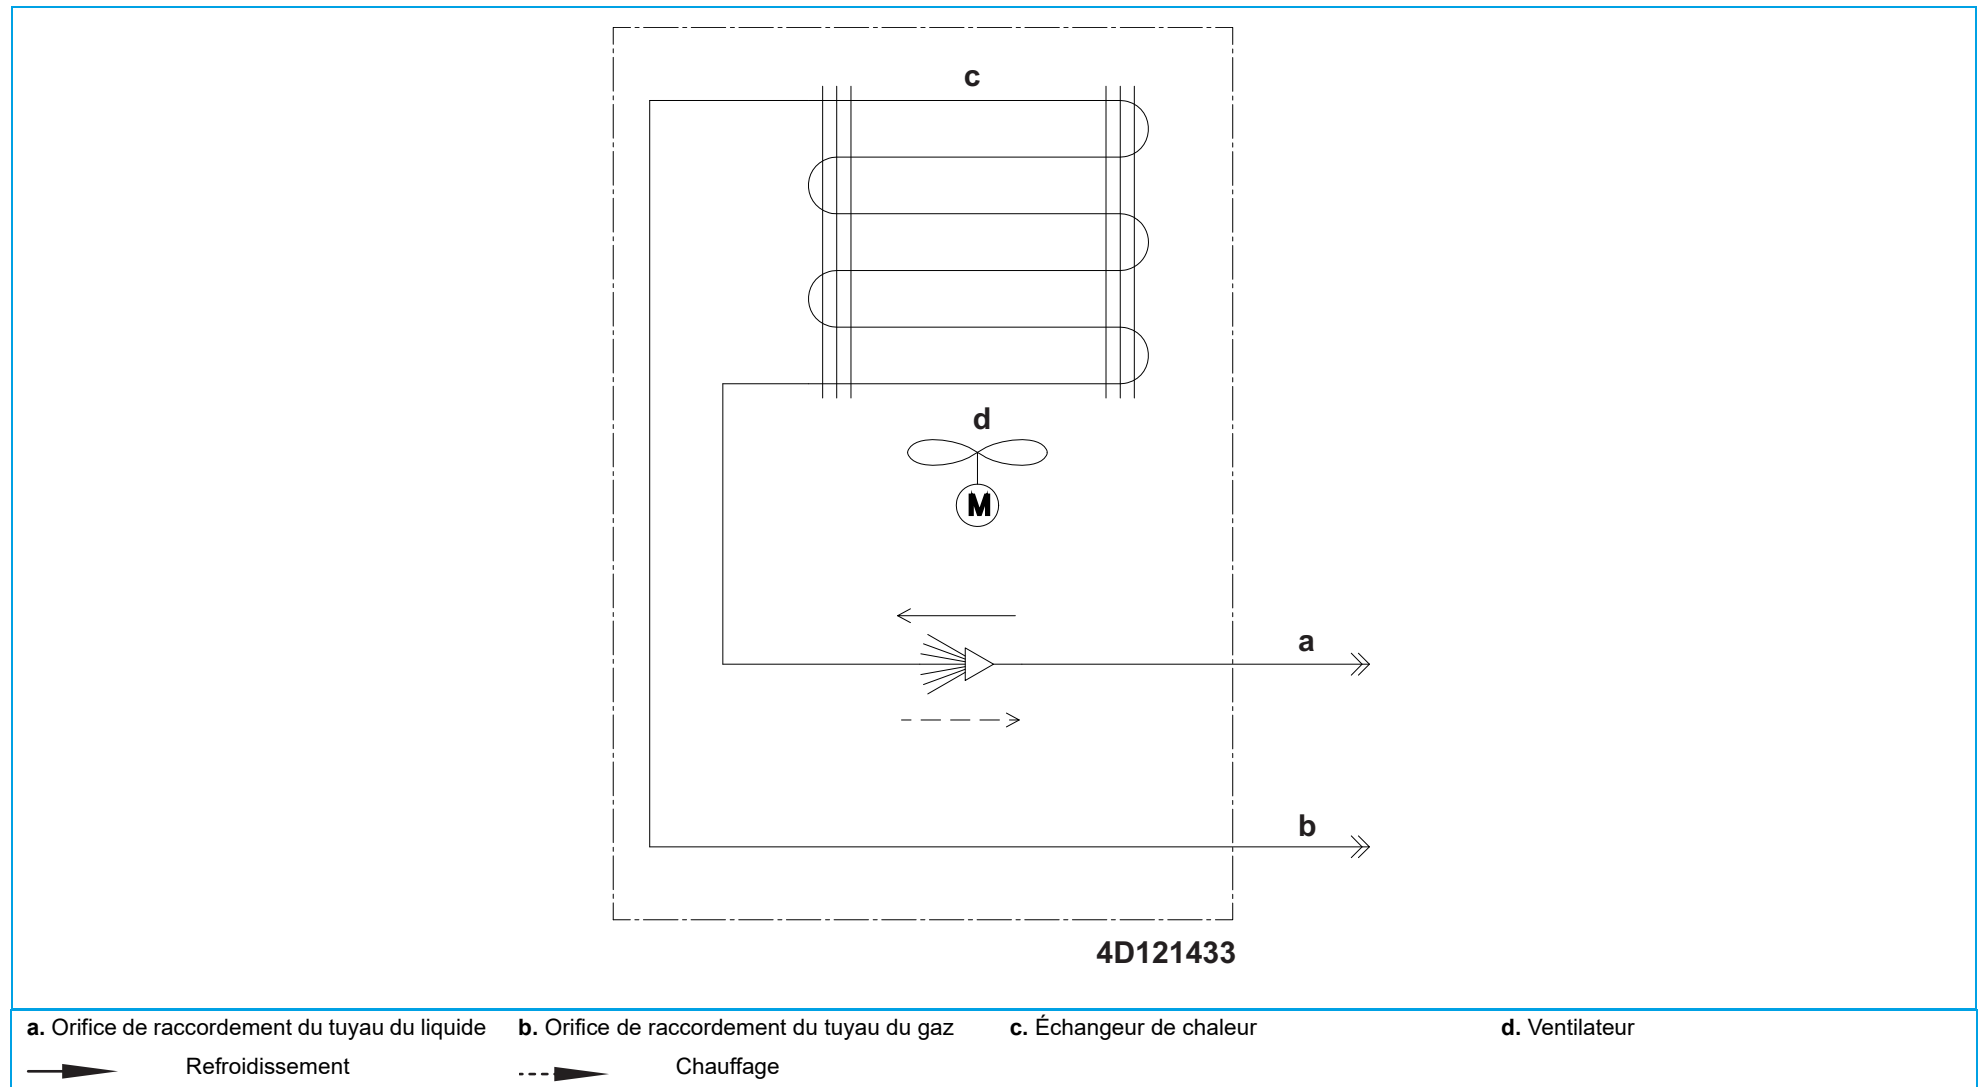 c
d
M
a
b
4D121433
a. Orifice de raccordement du tuyau du liquide b. Orifice de raccordement du tuyau du gaz c. Échangeur de chaleur d. Ventilateur
Refroidissement Chauffage